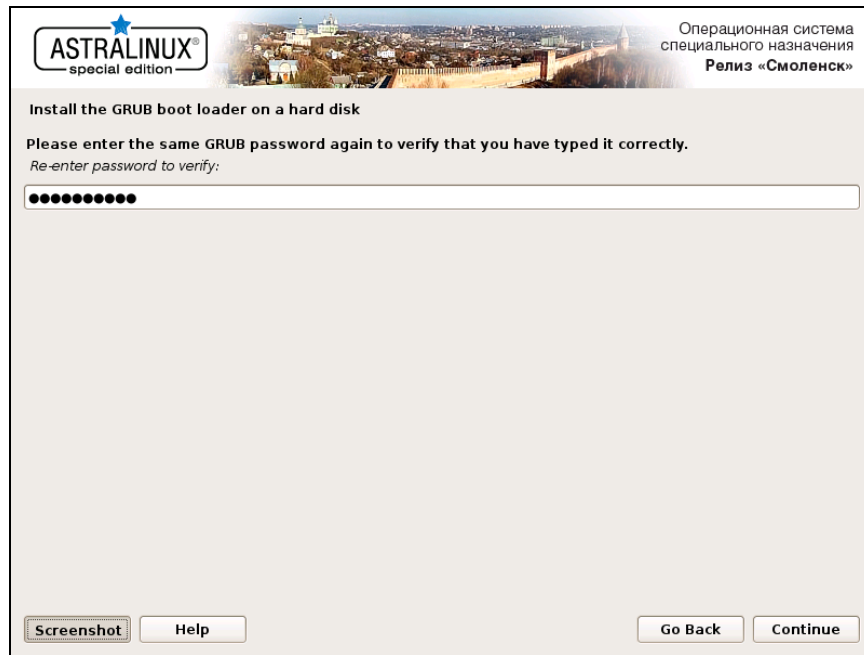 ASTRALINUX®
special edition
Операционная система
специального назначения
Релиз «Смоленск»
Install the GRUB boot loader on a hard disk
Please enter the same GRUB password again to verify that you have typed it correctly.
Re-enter password to verify:
●●●●●●●●●●
Screenshot
Help
Go Back
Continue